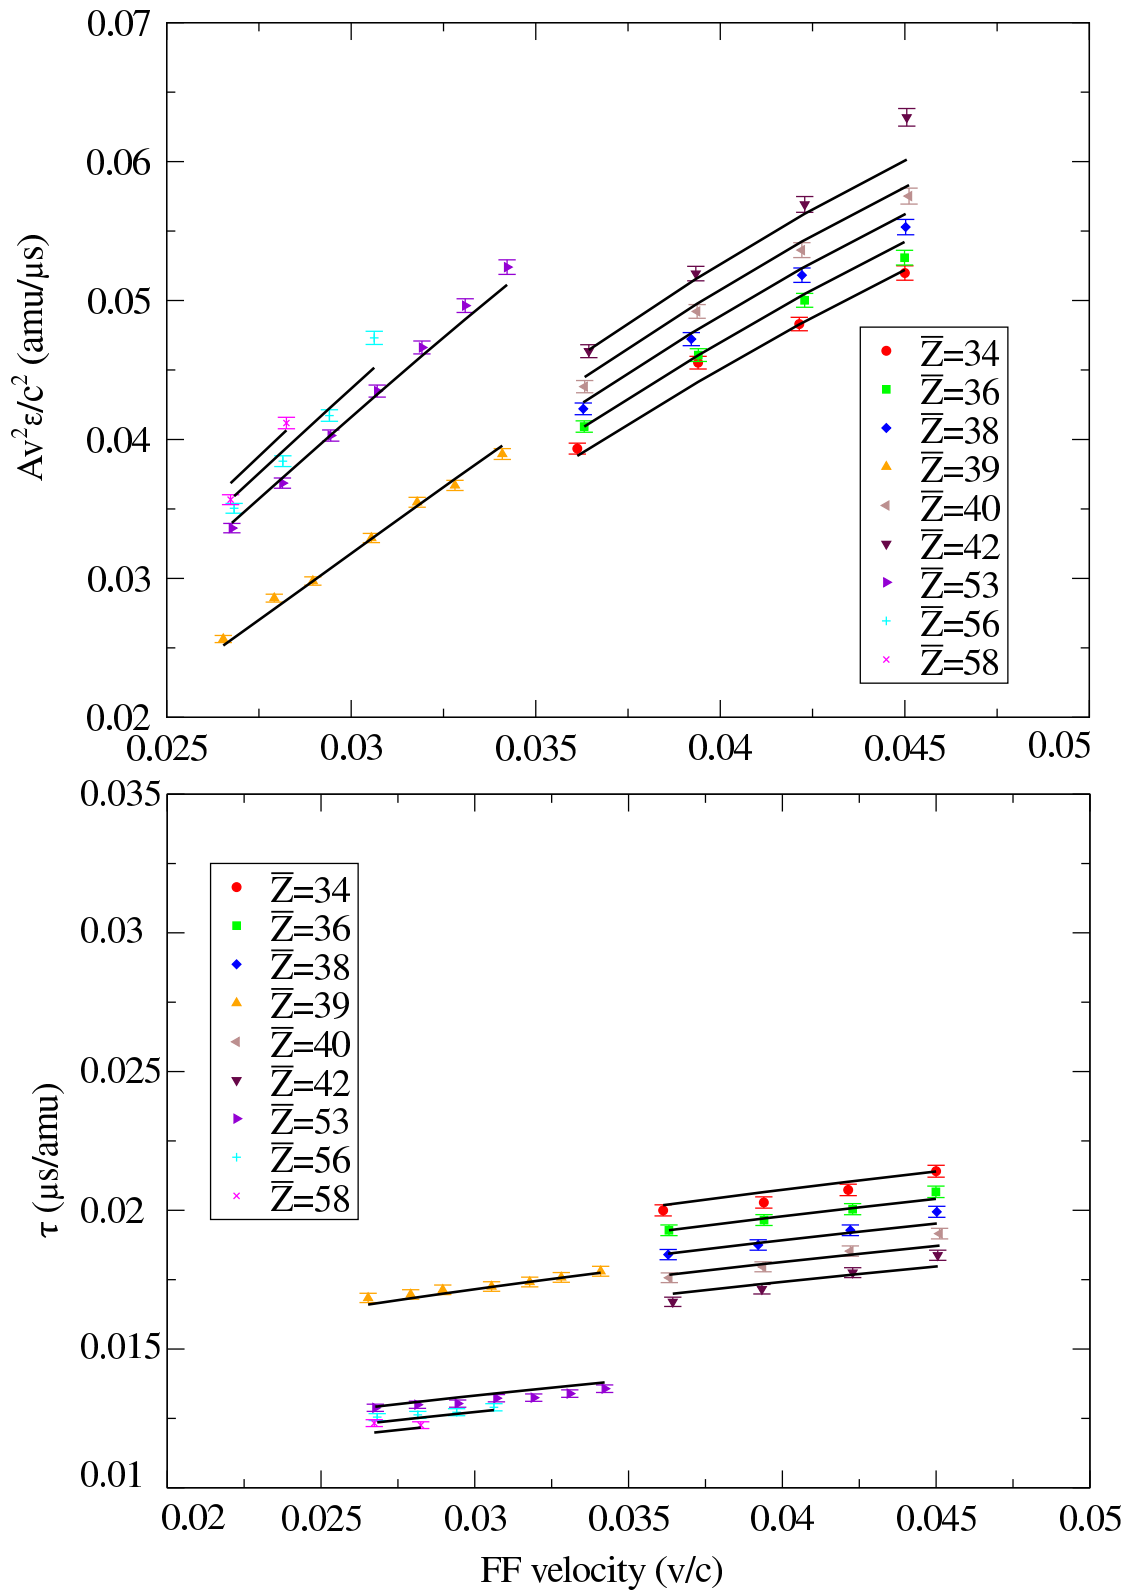 0.07
0.06
0.05
0.04
0.03
0.02
Av²ε/c² (amu/μs)
Z̅=34
Z̅=36
Z̅=38
Z̅=39
Z̅=40
Z̅=42
Z̅=53
Z̅=56
Z̅=58
0.025 0.03 0.035 0.04 0.045 0.05
0.035
0.03
0.025
0.02
0.015
0.01
τ (μs/amu)
Z̅=34
Z̅=36
Z̅=38
Z̅=39
Z̅=40
Z̅=42
Z̅=53
Z̅=56
Z̅=58
0.02 0.025 0.03 0.035 0.04 0.045 0.05
FF velocity (v/c)